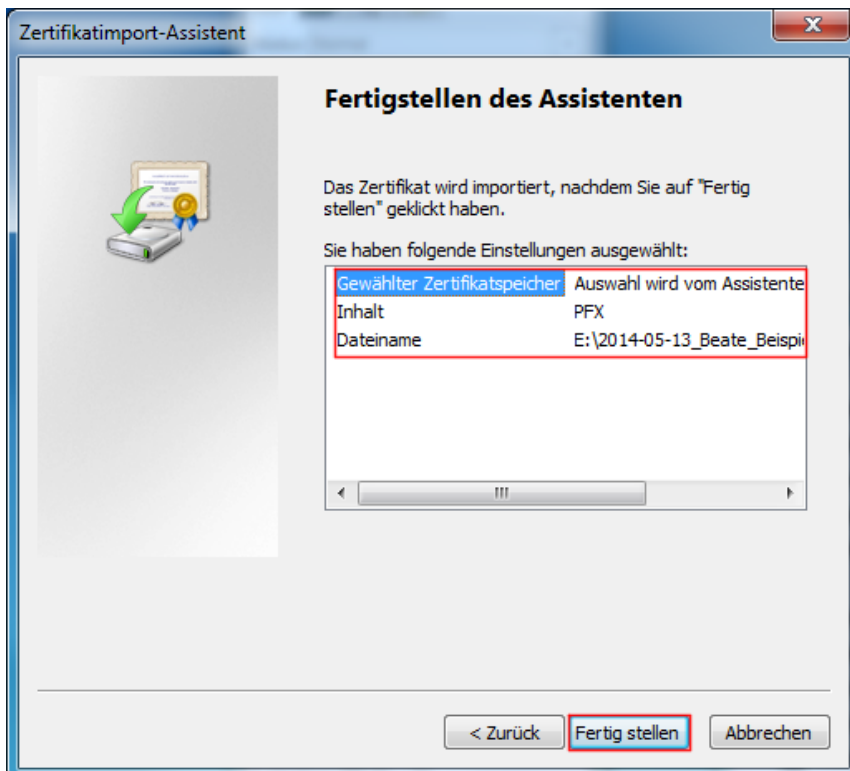 Zertifikatimport-Assistent
Fertigstellen des Assistenten
Das Zertifikat wird importiert, nachdem Sie auf "Fertig
stellen" geklickt haben.
Sie haben folgende Einstellungen ausgewählt:
Gewählter Zertifikatspeicher Auswahl wird vom Assistente
Inhalt PFX
Dateiname E:\2014-05-13_Beate_Beispi
< Zurück Fertig stellen Abbrechen